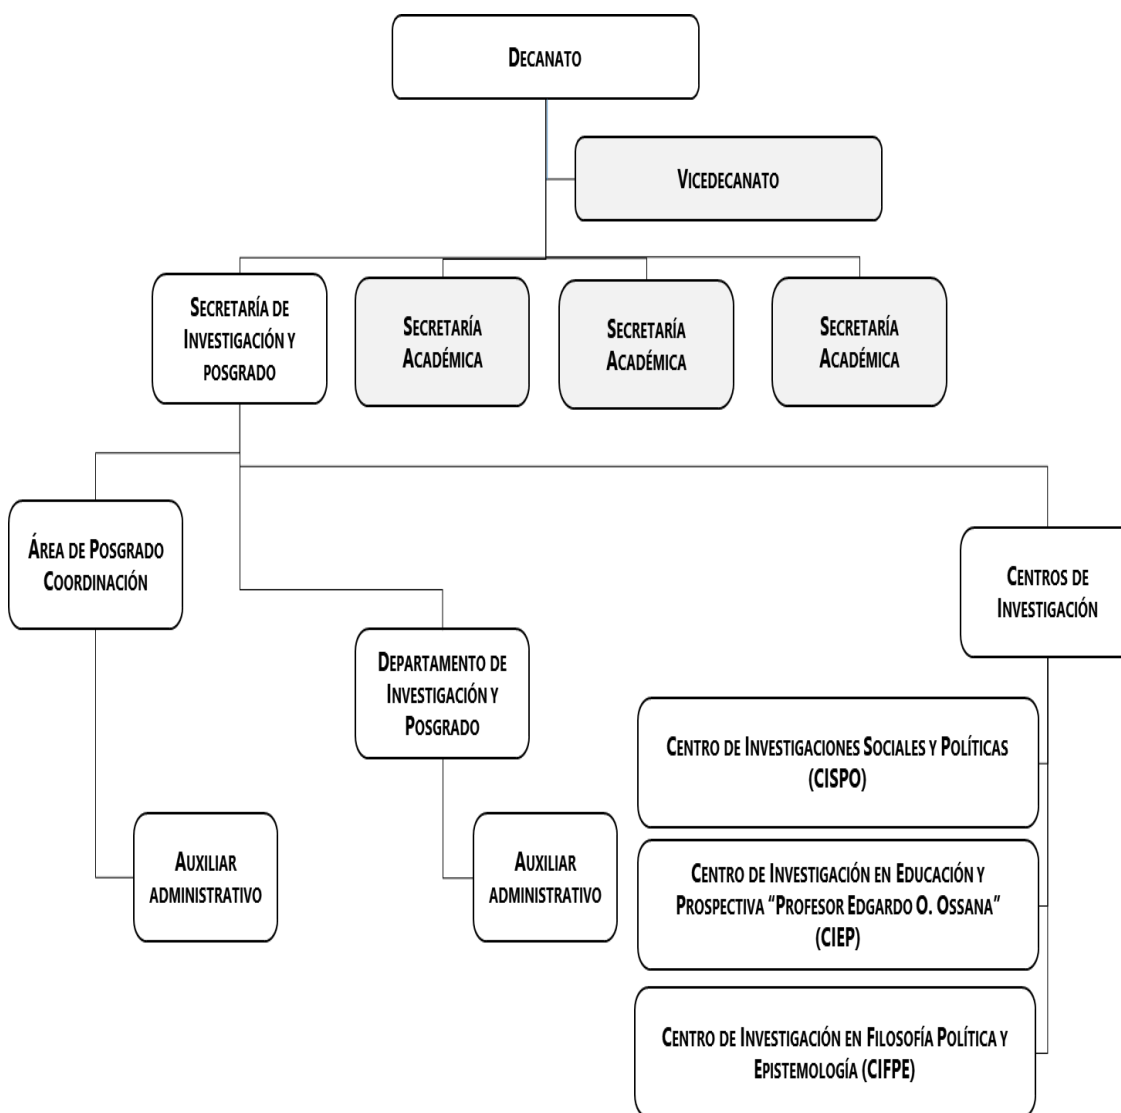 Decanato
Vicedecanato
Secretaría de
Investigación y
posgrado
Secretaría
Académica
Secretaría
Académica
Secretaría
Académica
Área de Posgrado
Coordinación
Centros de
Investigación
Departamento de
Investigación y
Posgrado
Centro de Investigaciones Sociales y Políticas
(CISPO)
Auxiliar
administrativo
Auxiliar
administrativo
Centro de Investigación en Educación y
Prospectiva “Profesor Edgardo O. Ossana”
(CIEP)
Centro de Investigación en Filosofía Política y
Epistemología (CIFPE)